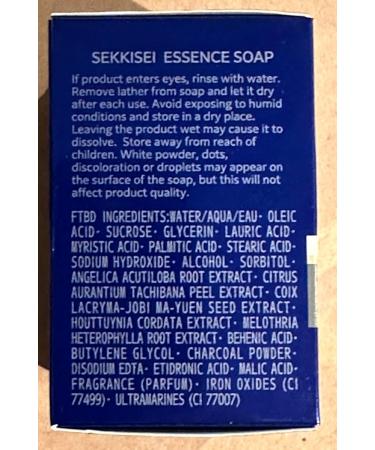 SEKKISEI ESSENCE SOAP
If product enters eyes, rinse with water.
Remove lather from soap and let it dry
after each use. Avoid exposing to humid
conditions and store in a dry place.
Leaving the product wet may cause it to
dissolve. Store away from reach of
children. White powder, dots,
discoloration or droplets may appear on
the surface of the soap, but this will not
affect product quality.
FTBD INGREDIENTS:WATER/AQUA/EAU· OLEIC
ACID· SUCROSE· GLYCERIN· LAURIC ACID·
MYRISTIC ACID· PALMITIC ACID· STEARIC ACID·
SODIUM HYDROXIDE· ALCOHOL· SORBITOL·
ANGELICA ACUTILOBA ROOT EXTRACT· CITRUS
AURANTIUM TACHIBANA PEEL EXTRACT· COIX
LACRYMA-JOBI MA-YUEN SEED EXTRACT·
HOUTTUYNIA CORDATA EXTRACT· MELOTHRIA
HETEROPHYLLA ROOT EXTRACT· BEHENIC ACID·
BUTYLENE GLYCOL· CHARCOAL POWDER·
DISODIUM EDTA· ETIDRONIC ACID· MALIC ACID·
FRAGRANCE (PARFUM)· IRON OXIDES (CI
77499)· ULTRAMARINES (CI 77007)